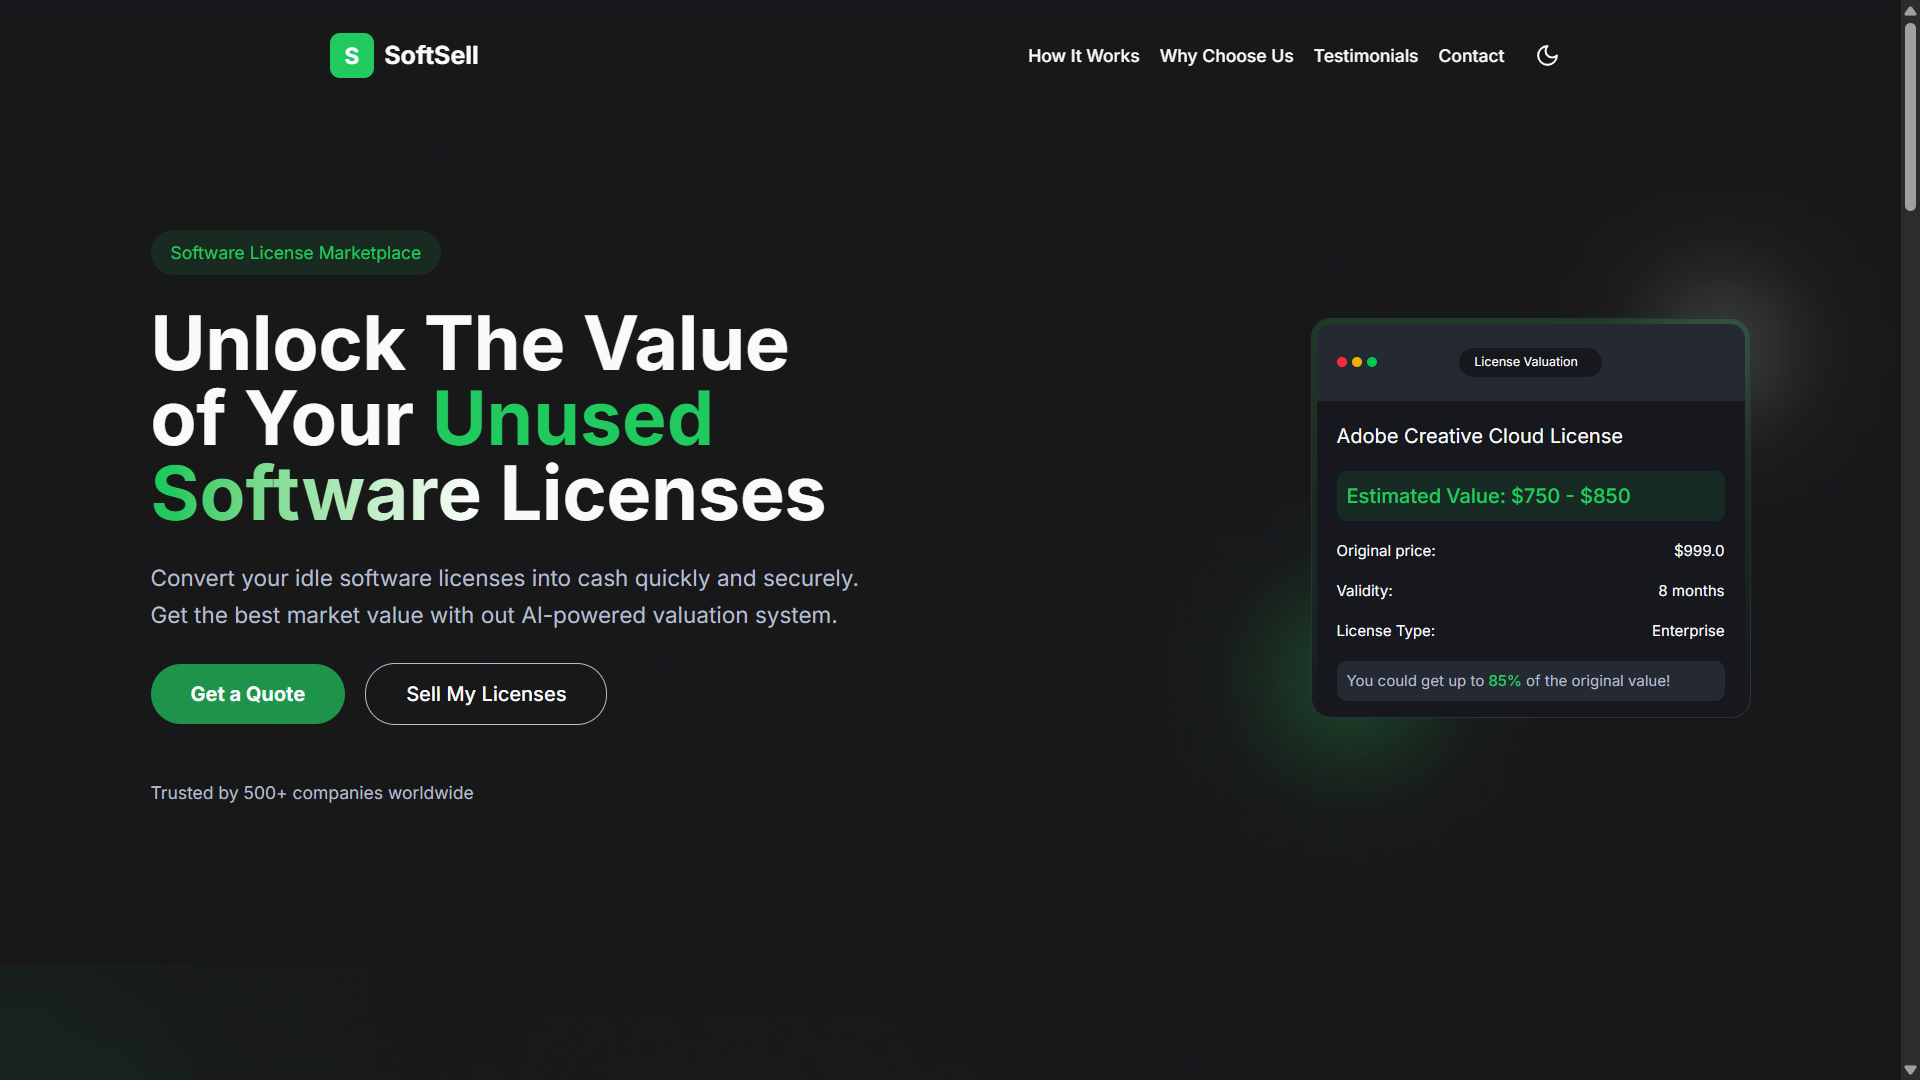 S SoftSell
How It Works Why Choose Us Testimonials Contact
Software License Marketplace
Unlock The Value
of Your Unused
Software Licenses
Convert your idle software licenses into cash quickly and securely.
Get the best market value with out AI-powered valuation system.
Get a Quote Sell My Licenses
Trusted by 500+ companies worldwide
License Valuation
Adobe Creative Cloud License
Estimated Value: $750 - $850
Original price: $999.0
Validity: 8 months
License Type: Enterprise
You could get up to 85% of the original value!